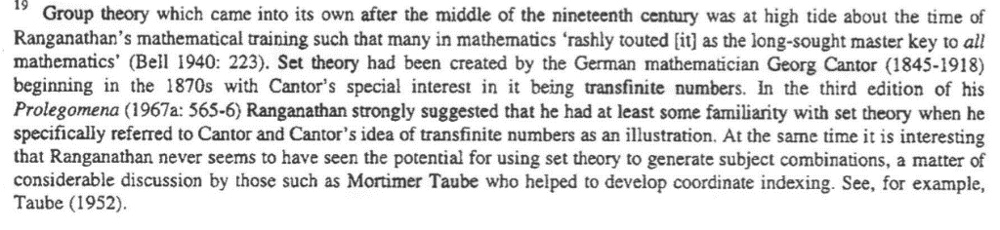 19 Group theory which came into its own after the middle of the nineteenth century was at high tide about the time of
Ranganathan's mathematical training such that many in mathematics 'rashly touted [it] as the long-sought master key to all
mathematics' (Bell 1940: 223). Set theory had been created by the German mathematician Georg Cantor (1845-1918)
beginning in the 1870s with Cantor's special interest in it being transfinite numbers. In the third edition of his
Prolegomena (1967a: 565-6) Ranganathan strongly suggested that he had at least some familiarity with set theory when he
specifically referred to Cantor and Cantor's idea of transfinite numbers as an illustration. At the same time it is interesting
that Ranganathan never seems to have seen the potential for using set theory to generate subject combinations, a matter of
considerable discussion by those such as Mortimer Taube who helped to develop coordinate indexing. See, for example,
Taube (1952).